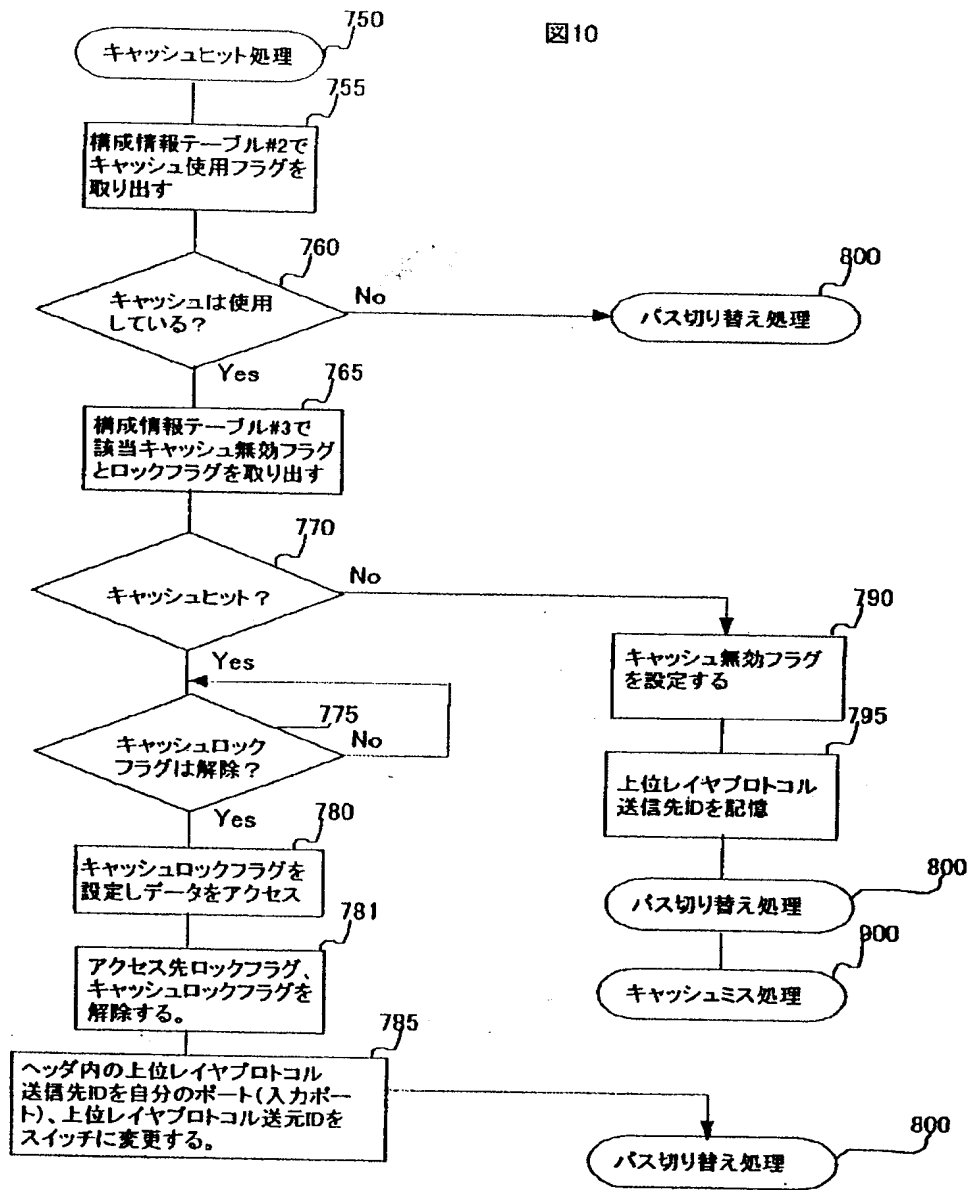 図10
750
キャッシュヒット処理
755
構成情報テーブル#2で
キャッシュ使用フラグを
取り出す
760
キャッシュは使用
している?
No
800
パス切り替え処理
Yes
765
構成情報テーブル#3で
該当キャッシュ無効フラグ
とロックフラグを取り出す
770
キャッシュヒット?
No
790
キャッシュ無効フラグ
を設定する
Yes
775
キャッシュロック
フラグは解除?
No
795
上位レイヤプロトコル
送信先IDを記憶
Yes
780
キャッシュロックフラグを
設定しデータをアクセス
800
パス切り替え処理
781
アクセス先ロックフラグ、
キャッシュロックフラグを
解除する。
900
キャッシュミス処理
785
ヘッダ内の上位レイヤプロトコル
送信先IDを自分のポート(入力ポー
ト)、上位レイヤプロトコル送元IDを
スイッチに変更する。
800
パス切り替え処理